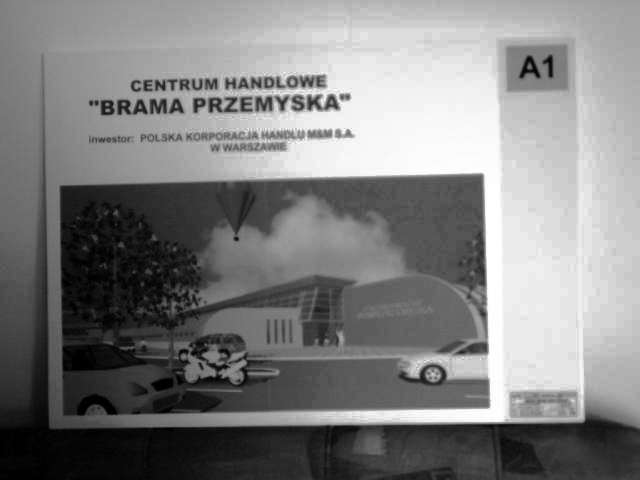 CENTRUM HANDLOWE
"BRAMA PRZEMYSKA"
inwestor: POLSKA KORPORACJA HANDLU M&M S.A.
W WARSZAWIE
A1